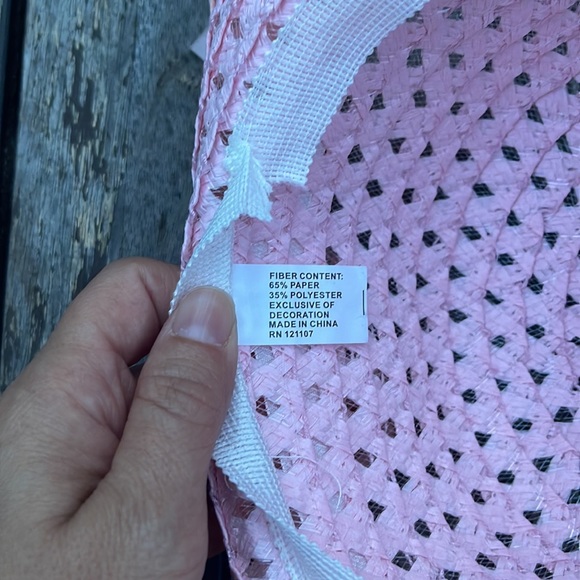 FIBER CONTENT:
65% PAPER
35% POLYESTER
EXCLUSIVE OF
DECORATION
MADE IN CHINA
RN 121107